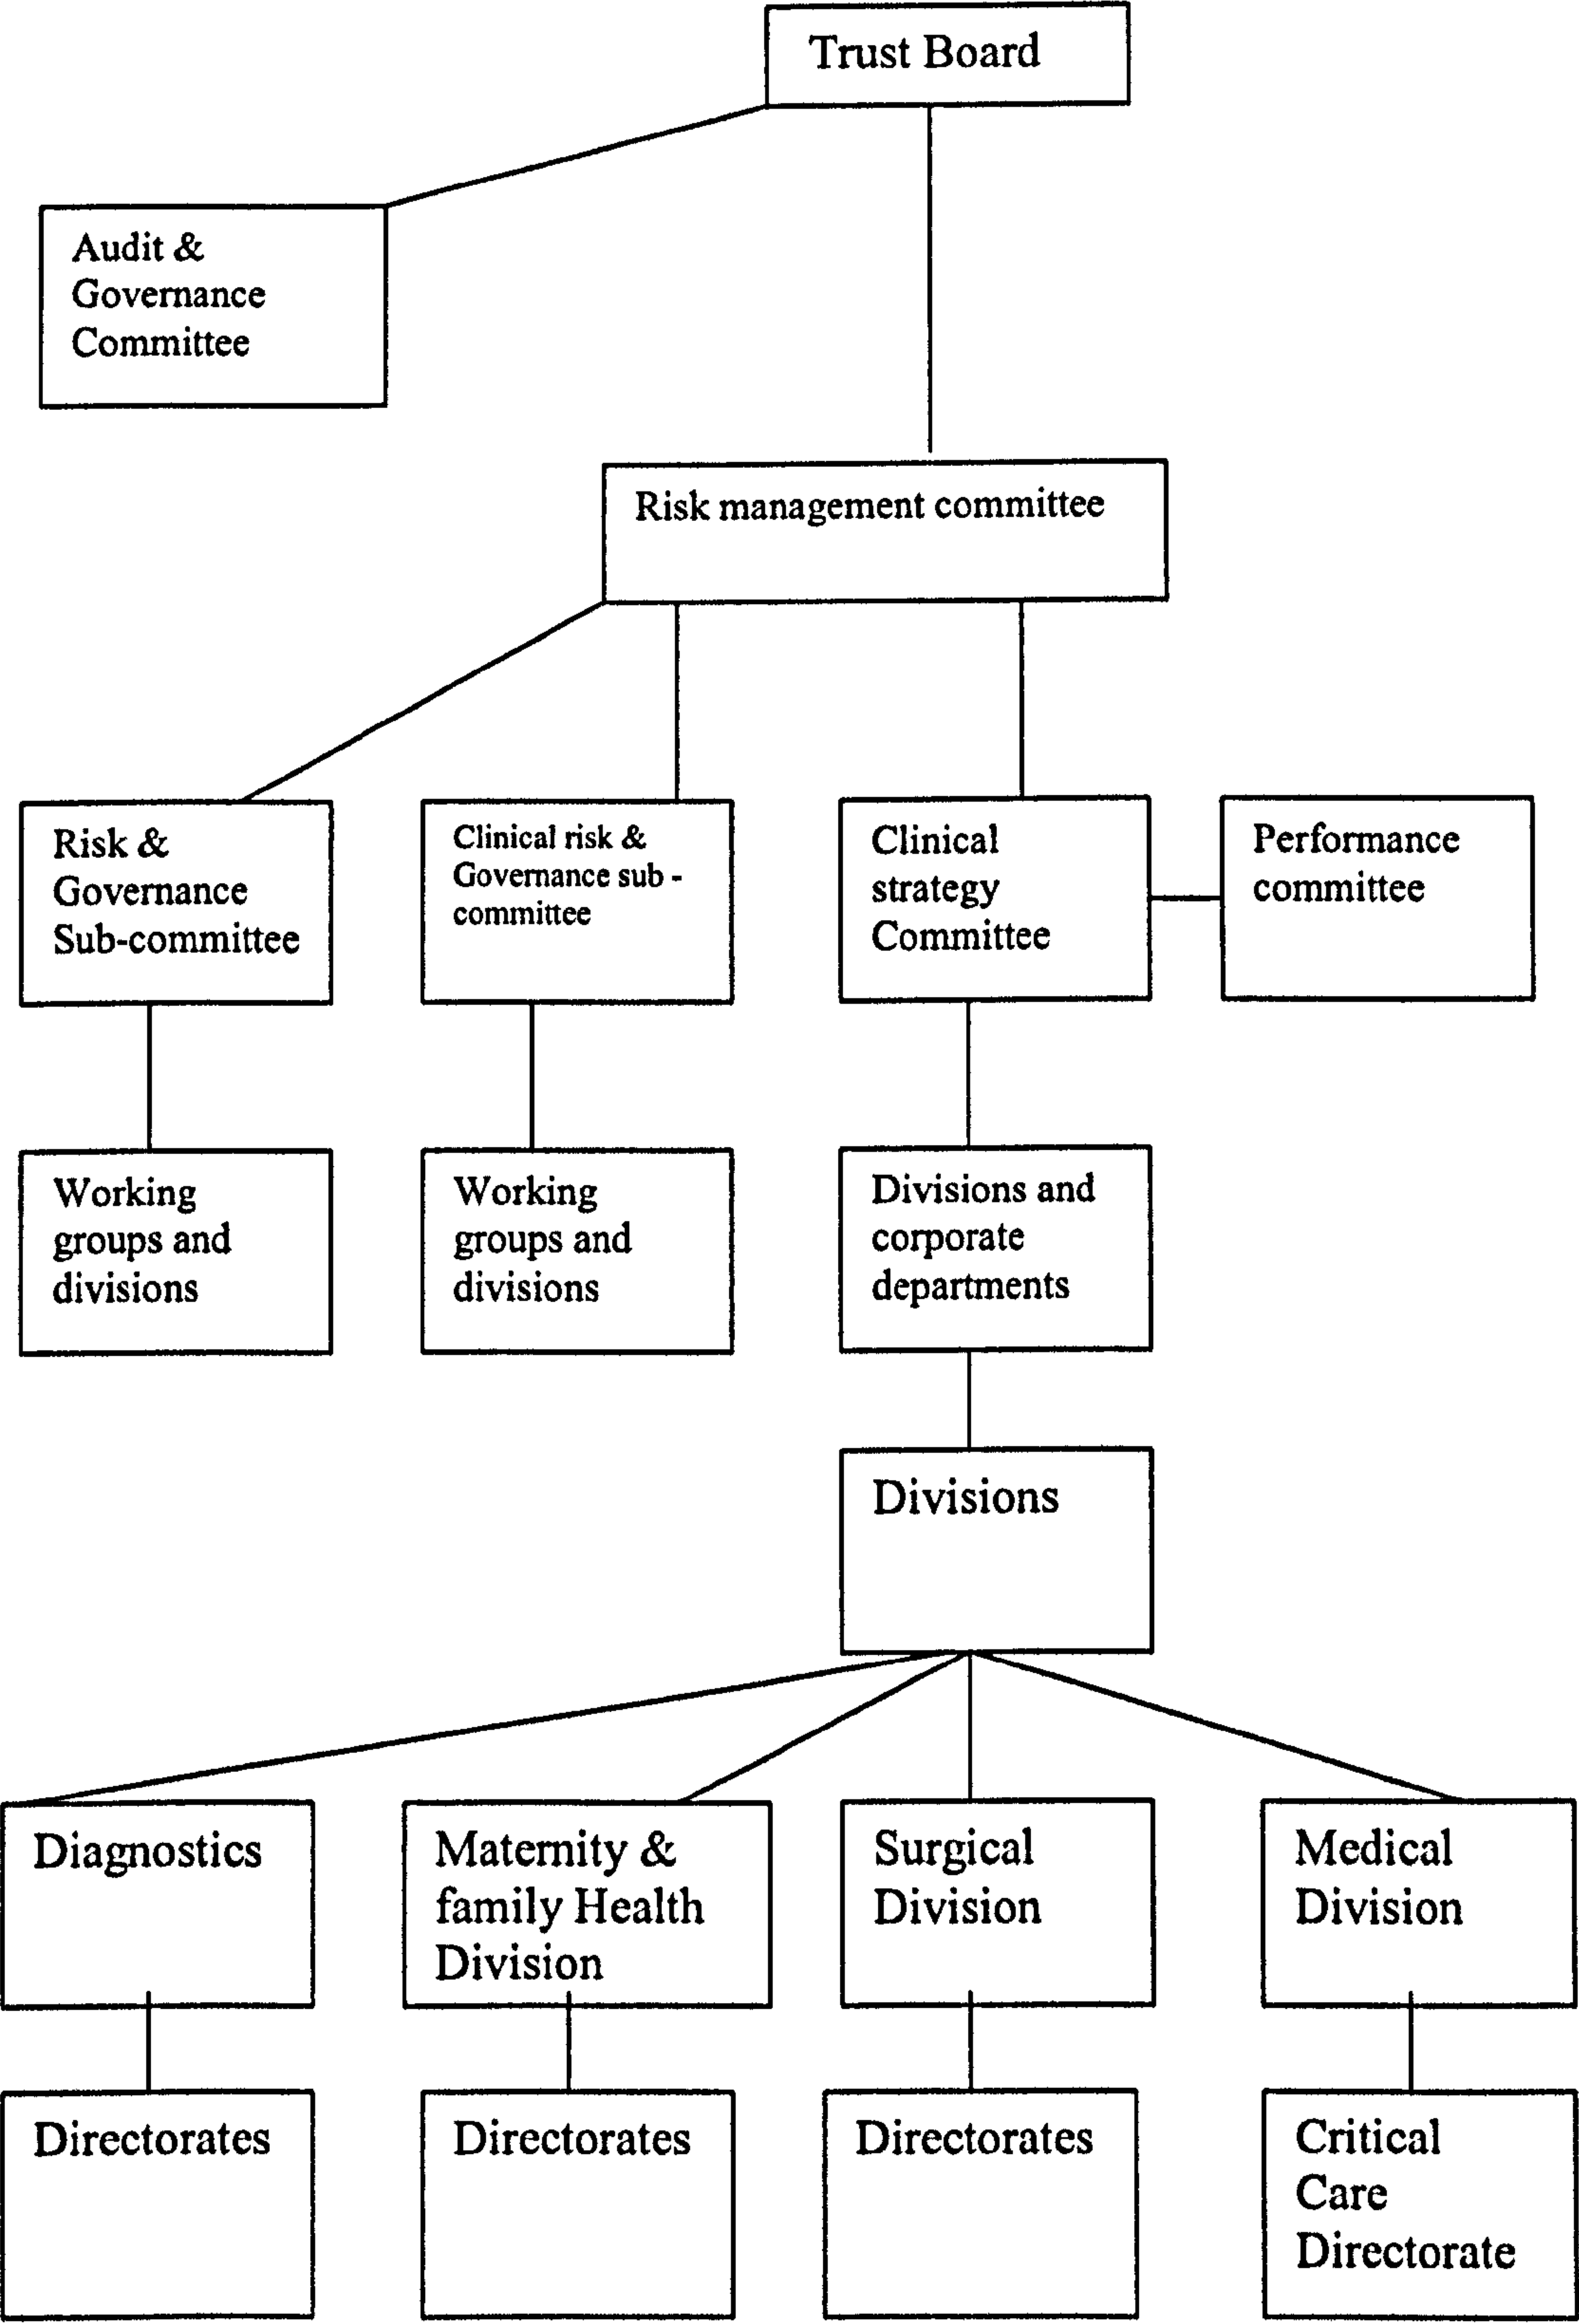 Trust Board
Audit &
Governance
Committee
Risk management committee
Risk &
Governance
Sub-committee
Clinical risk &
Governance sub -
committee
Clinical
strategy
Committee
Performance
committee
Working
groups and
divisions
Working
groups and
divisions
Divisions and
corporate
departments
Divisions
Diagnostics
Maternity &
family Health
Division
Surgical
Division
Medical
Division
Directorates
Directorates
Directorates
Critical
Care
Directorate